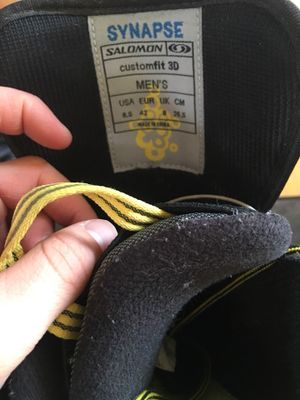 SYNAPSE
SALOMON
customfit 3D
MEN'S
USA EUR UK CM
8,5 42 8 26,5